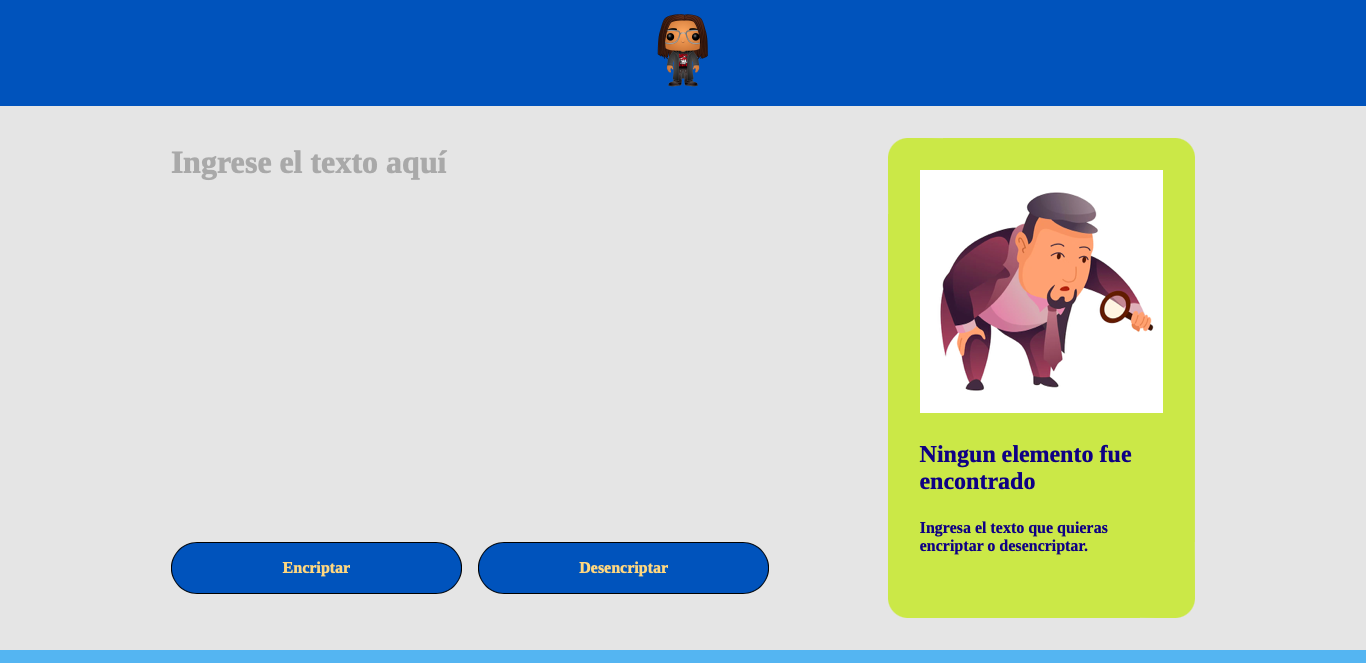 Ingrese el texto aquí
Encriptar
Desencriptar
Ningun elemento fue
encontrado
Ingresa el texto que quieras
encriptar o desencriptar.